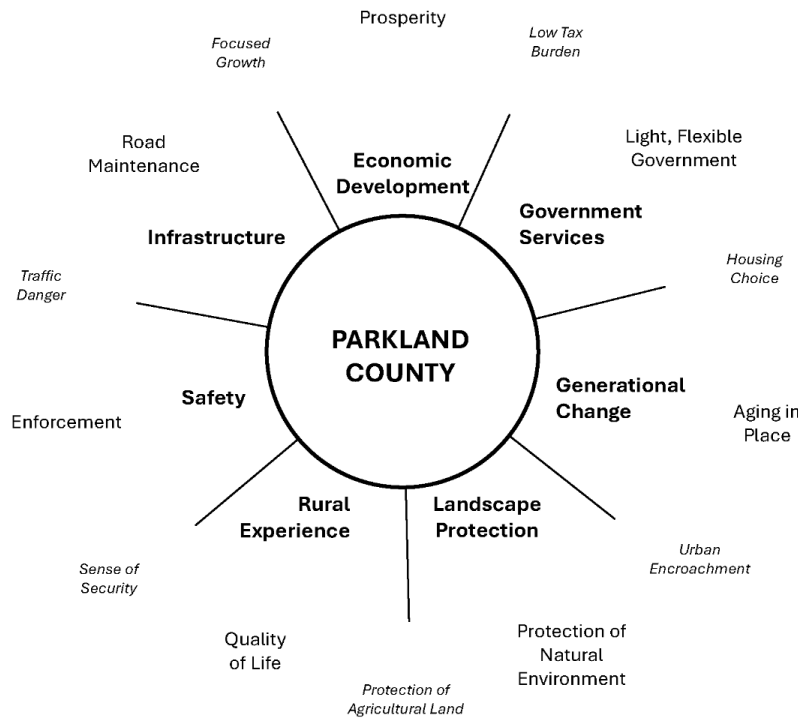 Prosperity
Focused
Growth
Low Tax
Burden
Road
Maintenance
Economic
Development
Light, Flexible
Government
Infrastructure
Government
Services
Traffic
Danger
Housing
Choice
PARKLAND
COUNTY
Safety
Generational
Change
Enforcement
Aging in
Place
Rural
Experience
Landscape
Protection
Sense of
Security
Urban
Encroachment
Quality
of Life
Protection of
Natural
Environment
Protection of
Agricultural Land